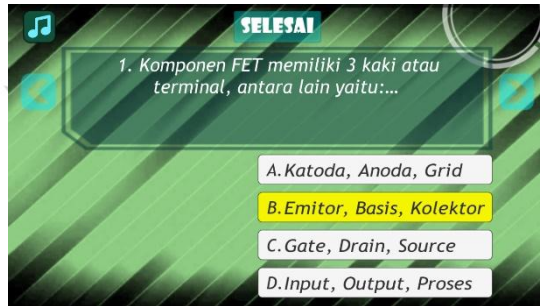 SELESAI
1. Komponen FET memiliki 3 kaki atau
terminal, antara lain yaitu:...
A.Katoda, Anoda, Grid
B.Emitor, Basis, Kolektor
C.Gate, Drain, Source
D.Input, Output, Proses